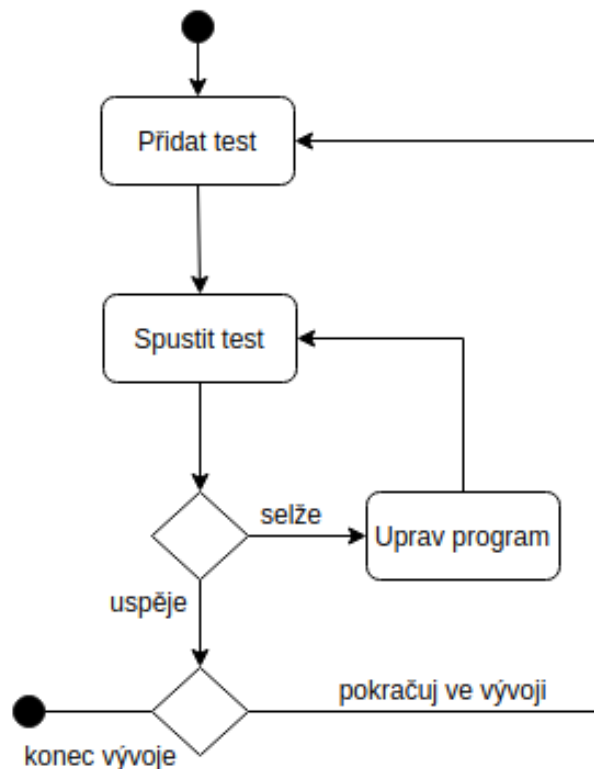 Přidat test
Spustit test
selže
Uprav program
uspěje
pokračuj ve vývoji
konec vývoje